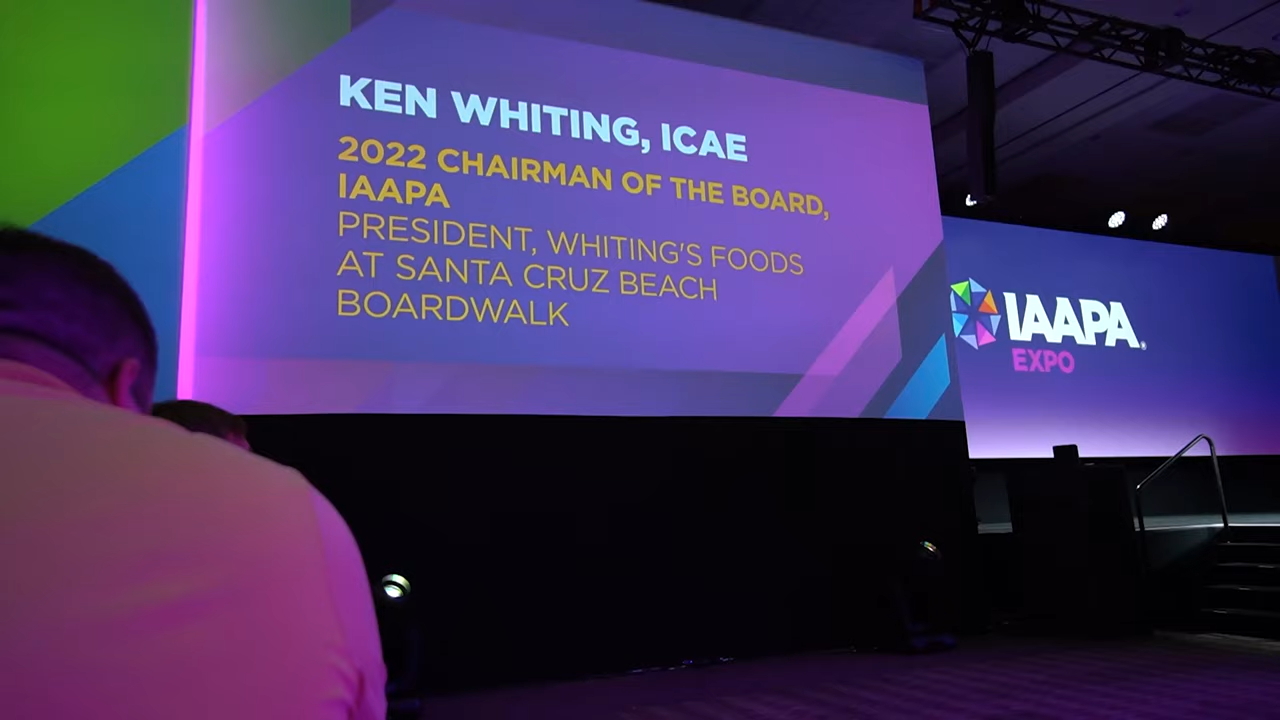 KEN WHITING, ICAE
2022 CHAIRMAN OF THE BOARD,
IAAPA
PRESIDENT, WHITING'S FOODS
AT SANTA CRUZ BEACH
BOARDWALK
IAAPA®
EXPO